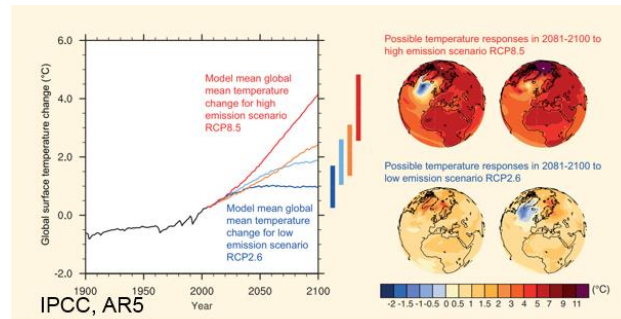 6.0
4.0
2.0
0.0
-2.0
Global surface temperature change (°C)
Model mean global
mean temperature
change for high
emission scenario
RCP8.5
Model mean global
mean temperature
change for low
emission scenario
RCP2.6
1900
1950
2000
2050
2100
Year
IPCC, AR5
Possible temperature responses in 2081-2100 to
high emission scenario RCP8.5
Possible temperature responses in 2081-2100 to
low emission scenario RCP2.6
(°C)
-2 -1.5 -1 -0.5 0 0.5 1 1.5 2 3 4 5 7 9 11